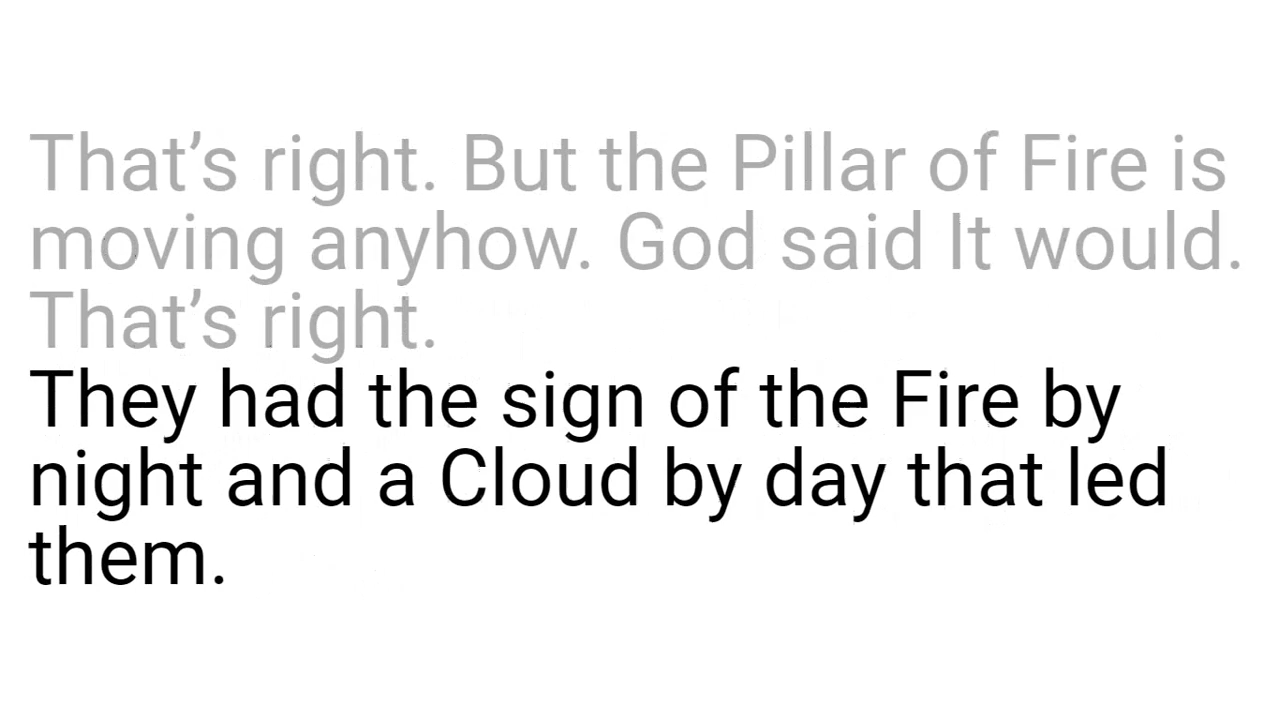 That’s right. But the Pillar of Fire is
moving anyhow. God said It would.
That’s right.
They had the sign of the Fire by
night and a Cloud by day that led
them.